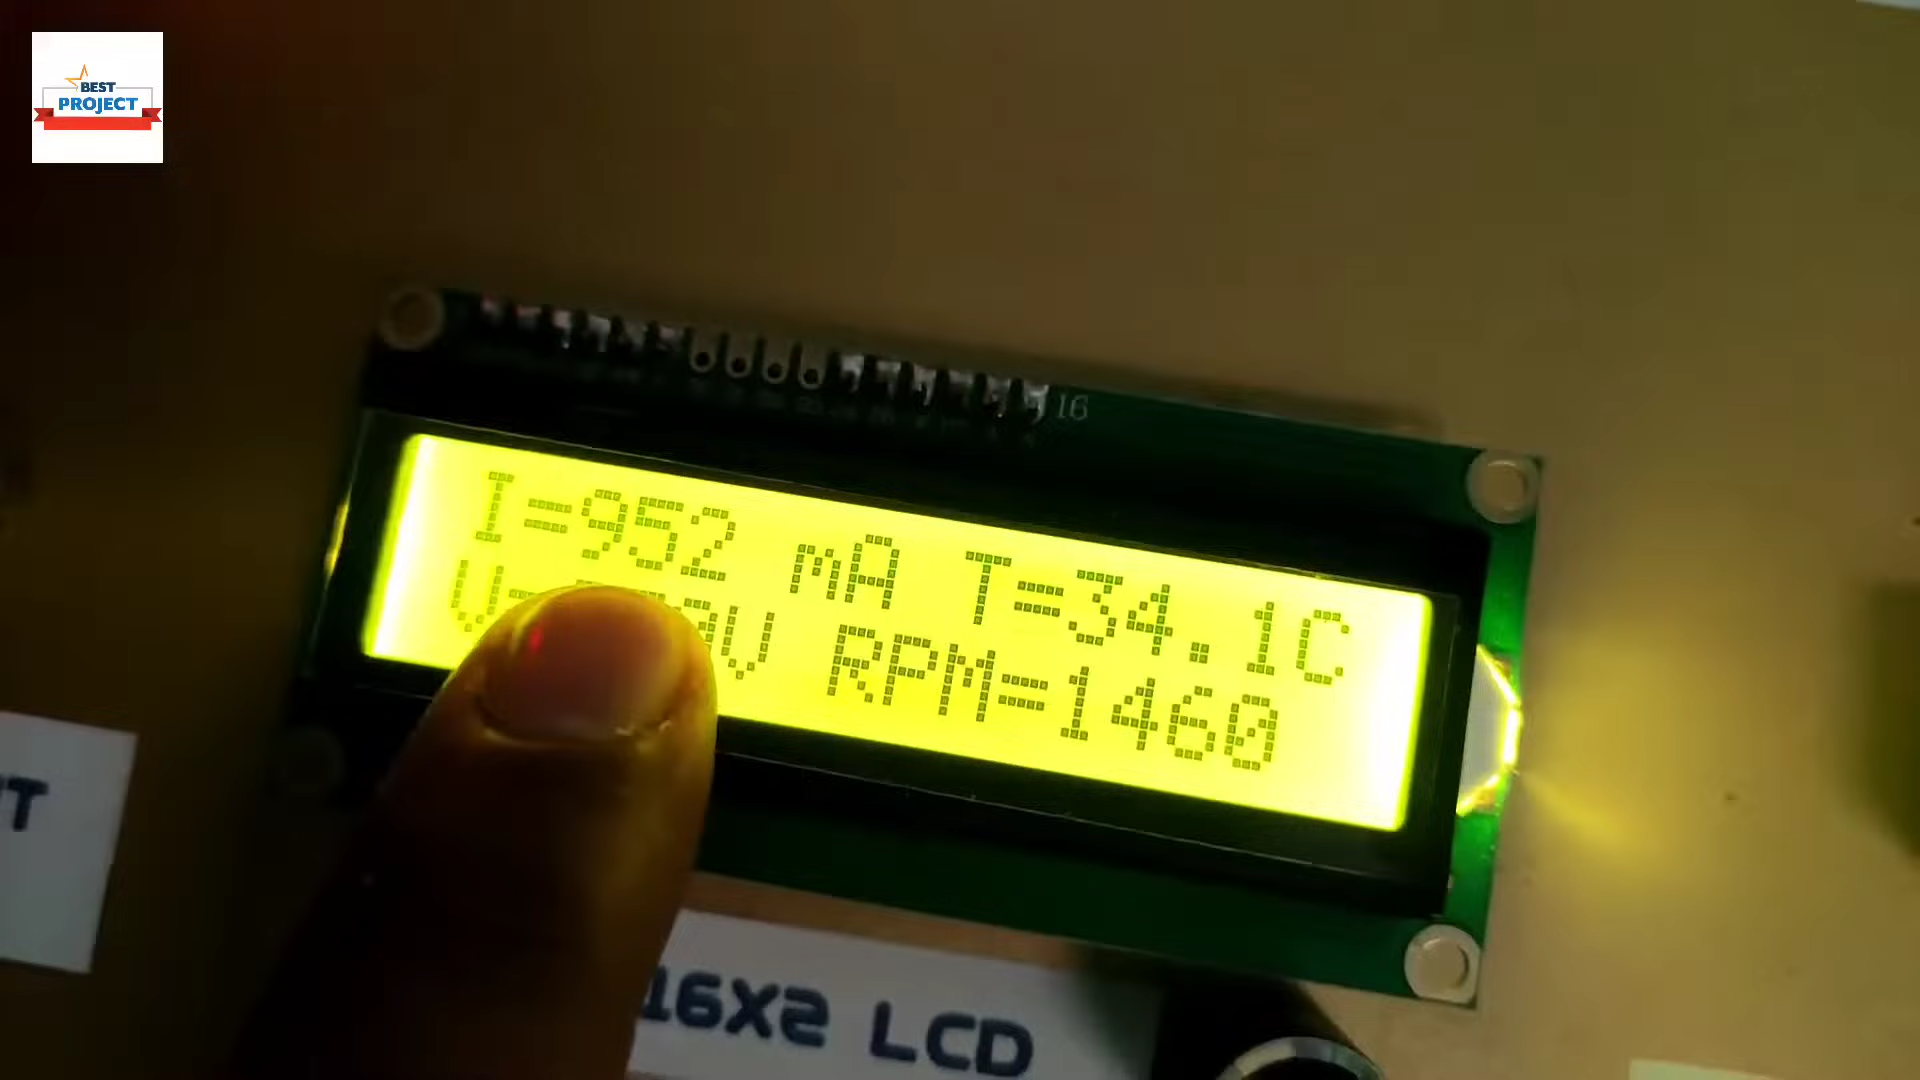 BEST
PROJECT
16
I=952 mA T=34.1C
V RPM=1460
T
16X2 LCD